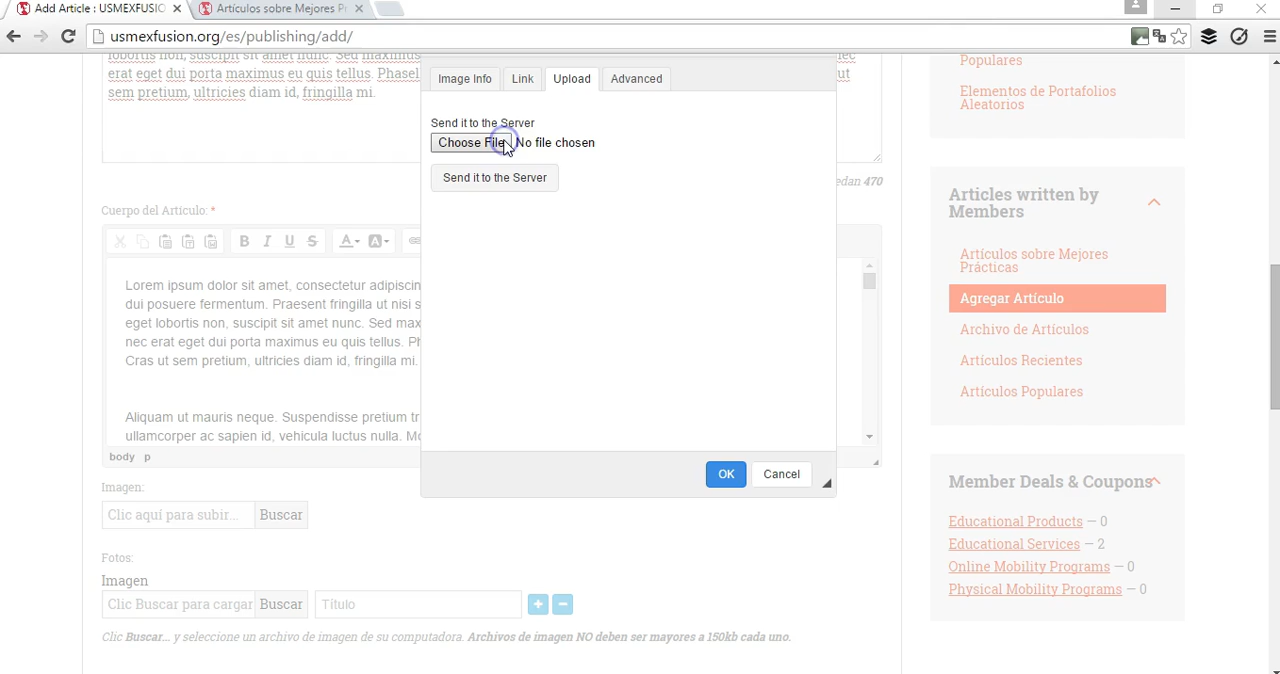 Add Article : USMEXFUSIO
Artículos sobre Mejores Pr
usmexfusion.org/es/publishing/add/
lobortis non, suscipit sit amet nunc. Sed max
nec
erat eget dui porta maximus eu quis tellus. Phasel
ut
sem pretium, ultricies diam id, fringilla mi.
edan 470
Cuerpo del Artículo: *
B I U S A A
Lorem ipsum dolor sit amet, consectetur adipiscin
dui posuere fermentum. Praesent fringilla ut nisi s
eget lobortis non, suscipit sit amet nunc. Sed max
nec erat eget dui porta maximus eu quis tellus. Ph
Cras ut sem pretium, ultricies diam id, fringilla mi.
Aliquam ut mauris neque. Suspendisse pretium tr
ullamcorper ac sapien id, vehicula luctus nulla. Mo
body p
Imagen:
Clic aquí para subir... Buscar
Fotos:
Imagen
Clic Buscar para cargar Buscar Título + −
Clic Buscar... y seleccione un archivo de imagen de su computadora. Archivos de imagen NO deben ser mayores a 150kb cada uno.
Image Info Link Upload Advanced
Send it to the Server
Choose File No file chosen
Send it to the Server
OK Cancel
Populares
Elementos de Portafolios
Aleatorios
Articles written by
Members
Artículos sobre Mejores
Prácticas
Agregar Artículo
Archivo de Artículos
Artículos Recientes
Artículos Populares
Member Deals & Coupons
Educational Products — 0
Educational Services — 2
Online Mobility Programs — 0
Physical Mobility Programs — 0